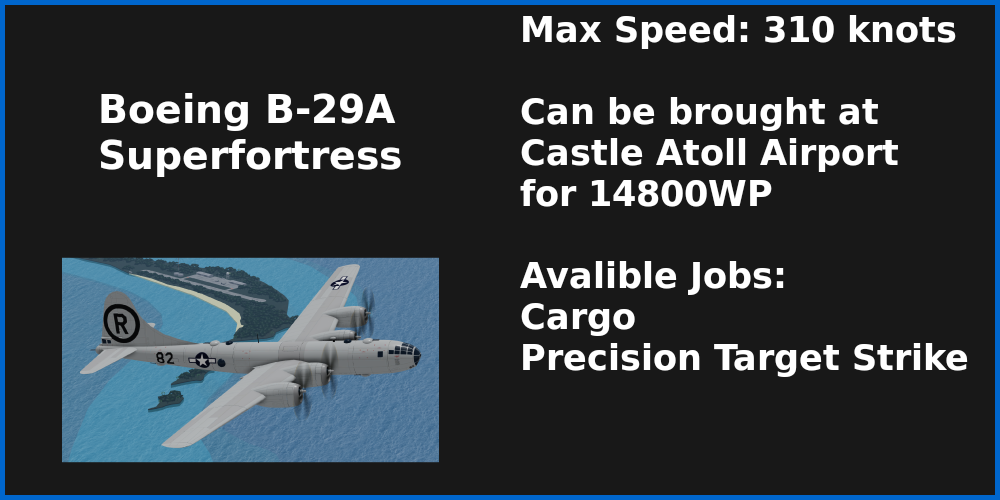 Boeing B-29A
Superfortress
R
82
Max Speed: 310 knots
Can be brought at
Castle Atoll Airport
for 14800WP
Avalible Jobs:
Cargo
Precision Target Strike